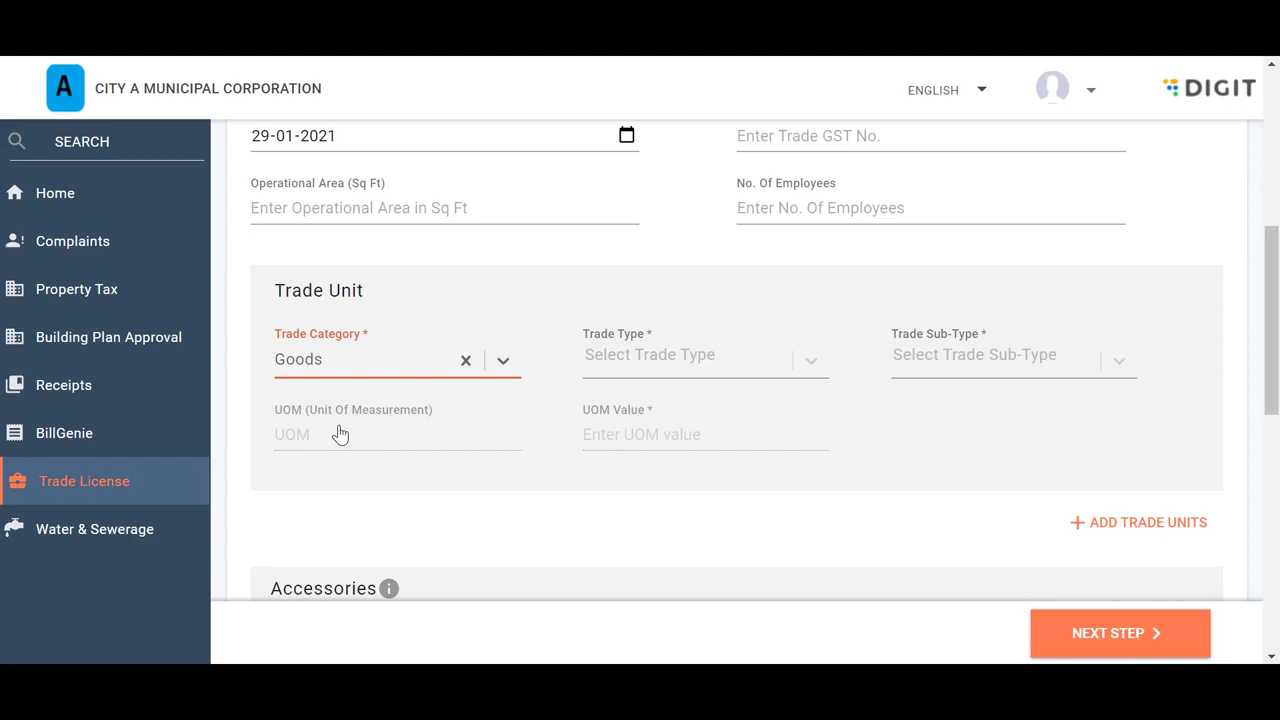 A CITY A MUNICIPAL CORPORATION
ENGLISH
DIGIT
SEARCH
Home
Complaints
Property Tax
Building Plan Approval
Receipts
BillGenie
Trade License
Water & Sewerage
29-01-2021
Enter Trade GST No.
Operational Area (Sq Ft)
No. Of Employees
Enter Operational Area in Sq Ft
Enter No. Of Employees
Trade Unit
Trade Category *
Trade Type *
Trade Sub-Type *
Goods
Select Trade Type
Select Trade Sub-Type
UOM (Unit Of Measurement)
UOM Value *
UOM
Enter UOM value
+ ADD TRADE UNITS
Accessories i
NEXT STEP >